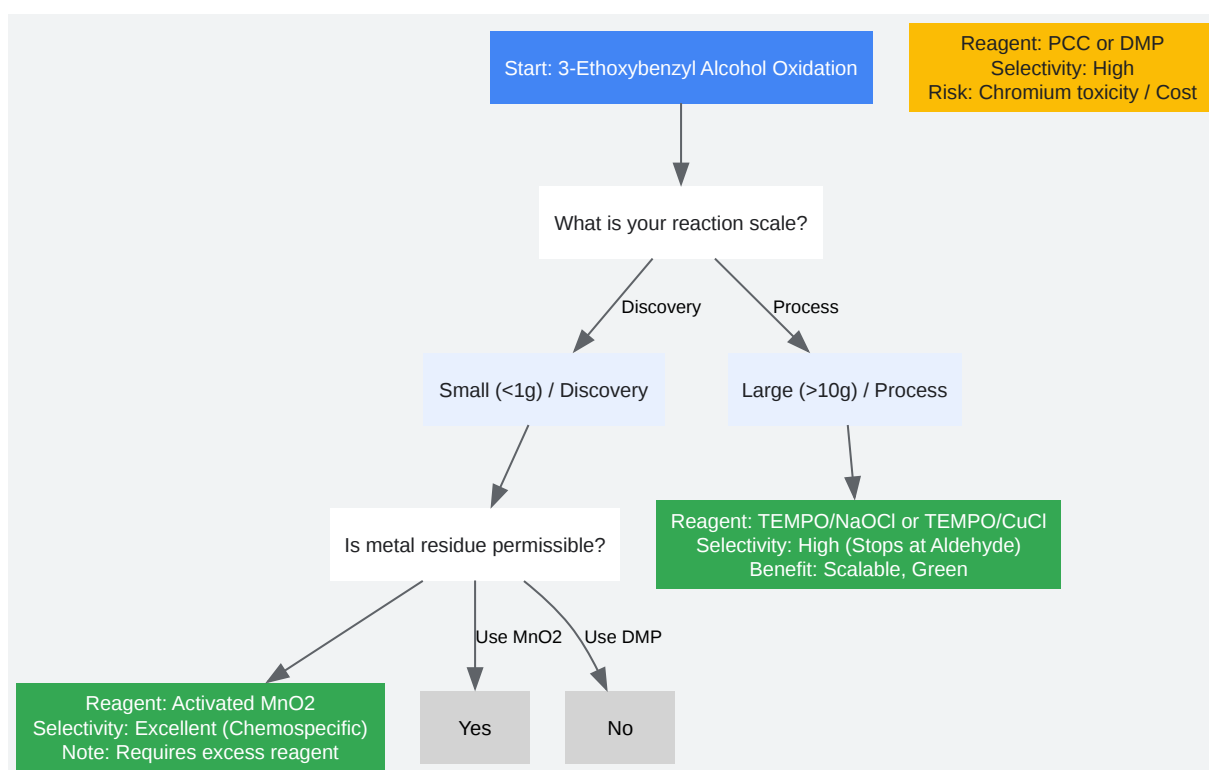 Start: 3-Ethoxybenzyl Alcohol Oxidation
Reagent: PCC or DMP
Selectivity: High
Risk: Chromium toxicity / Cost
What is your reaction scale?
Discovery
Process
Small (<1g) / Discovery
Large (>10g) / Process
Reagent: TEMPO/NaOCl or TEMPO/CuCl
Selectivity: High (Stops at Aldehyde)
Benefit: Scalable, Green
Is metal residue permissible?
Use MnO2
Use DMP
Reagent: Activated MnO2
Selectivity: Excellent (Chemospecific)
Note: Requires excess reagent
Yes
No